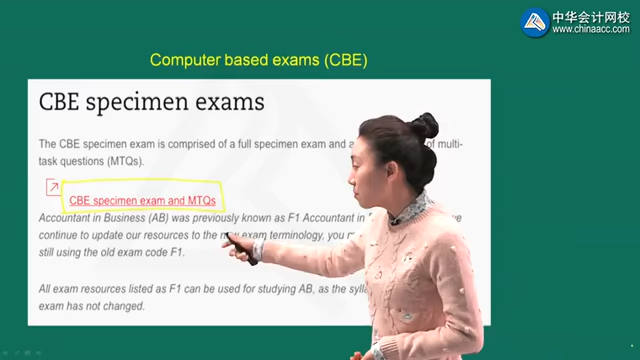 中华会计网校
www.chinaacc.com
Computer based exams (CBE)
CBE specimen exams
The CBE specimen exam is comprised of a full specimen exam and a of multi-
task questions (MTQs).
CBE specimen exam and MTQs
Accountant in Business (AB) was previously known as F1 Accountant in
continue to update our resources to the new exam terminology, you
still using the old exam code F1.
All exam resources listed as F1 can be used for studying AB, as the
exam has not changed.